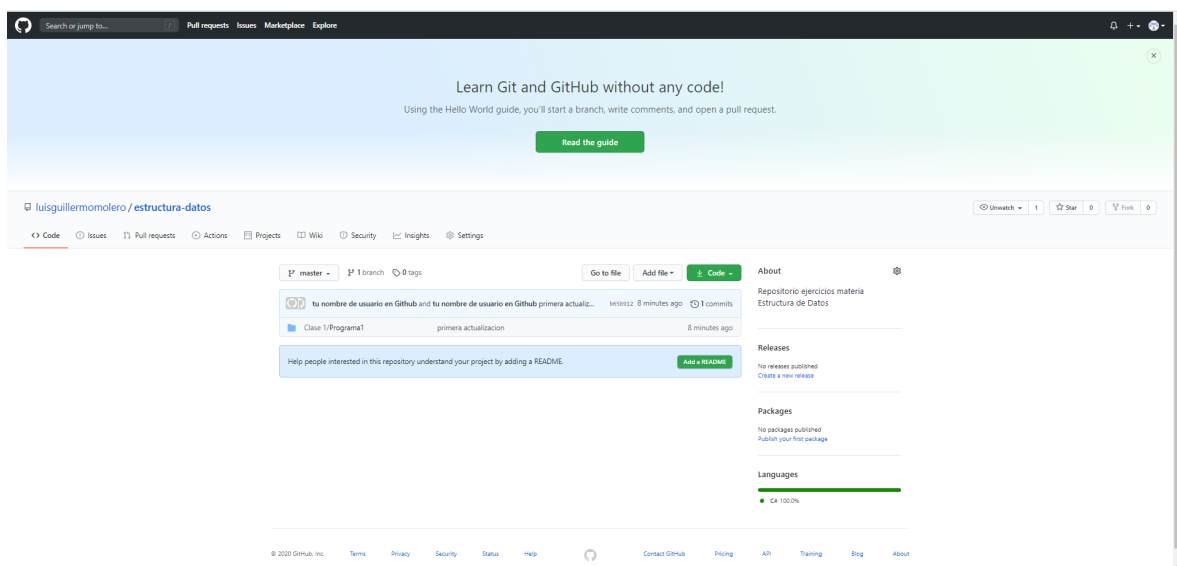 Search or jump to... / Pull requests Issues Marketplace Explore
Learn Git and GitHub without any code!
Using the Hello World guide, you'll start a branch, write comments, and open a pull request.
Read the guide
luisguillermomolero / estructura-datos
Unwatch 1 Star 0 Fork 0
Code Issues Pull requests Actions Projects Wiki Security Insights Settings
master 1 branch 0 tags Go to file Add file Code
tu nombre de usuario en Github and tu nombre de usuario en Github primera actualiz... b65b912 8 minutes ago 1 commits
Clase 1/Programa1 primera actualizacion 8 minutes ago
Help people interested in this repository understand your project by adding a README. Add a README
About
Repositorio ejercicios materia
Estructura de Datos
Releases
No releases published
Create a new release
Packages
No packages published
Publish your first package
Languages
C# 100.0%
© 2020 GitHub, Inc. Terms Privacy Security Status Help Contact GitHub Pricing API Training Blog About